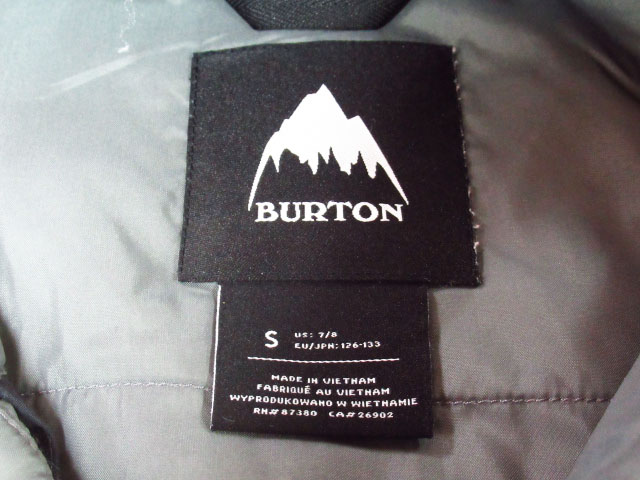 BURTON
S
US: 7/8
EU/JPN: 126-133
MADE IN VIETNAM
FABRIQUÉ AU VIETNAM
WYPRODUKOWANO W WIETNAMIE
RN# 87380 CA# 26902